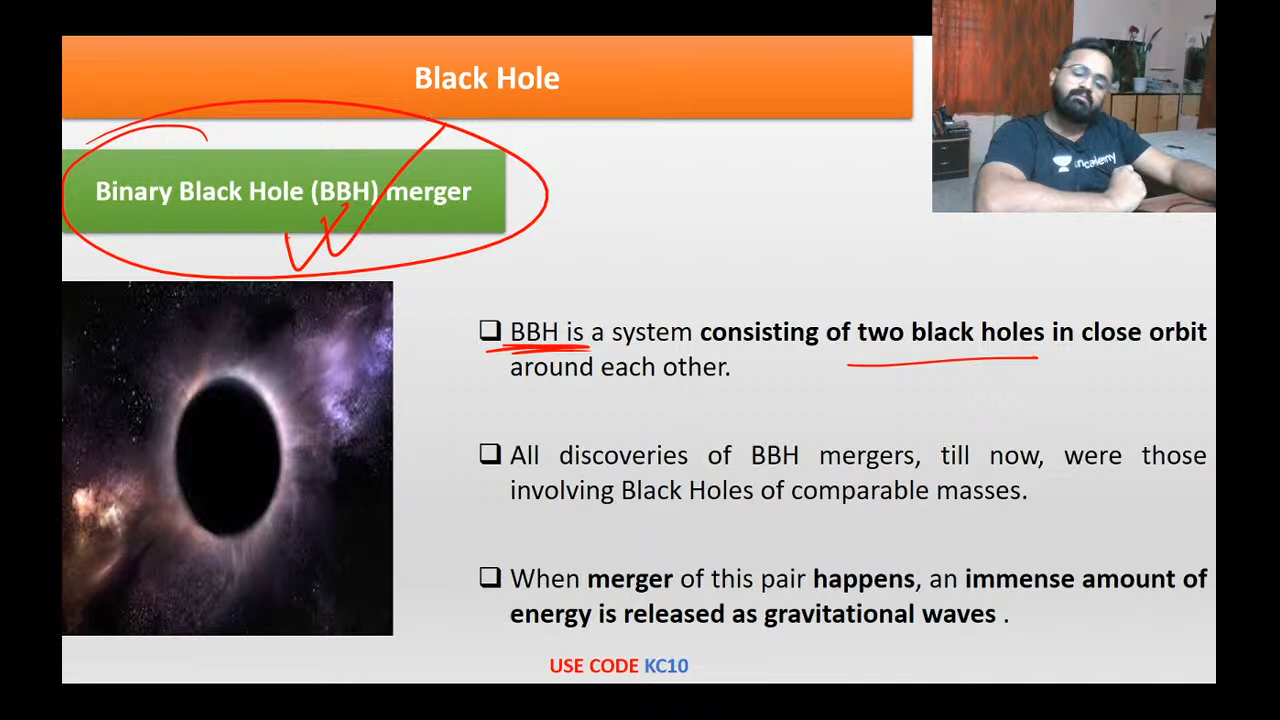 Black Hole
Binary Black Hole (BBH) merger
❑ BBH is a system consisting of two black holes in close orbit
around each other.
❑ All discoveries of BBH mergers, till now, were those
involving Black Holes of comparable masses.
❑ When merger of this pair happens, an immense amount of
energy is released as gravitational waves .
USE CODE KC10